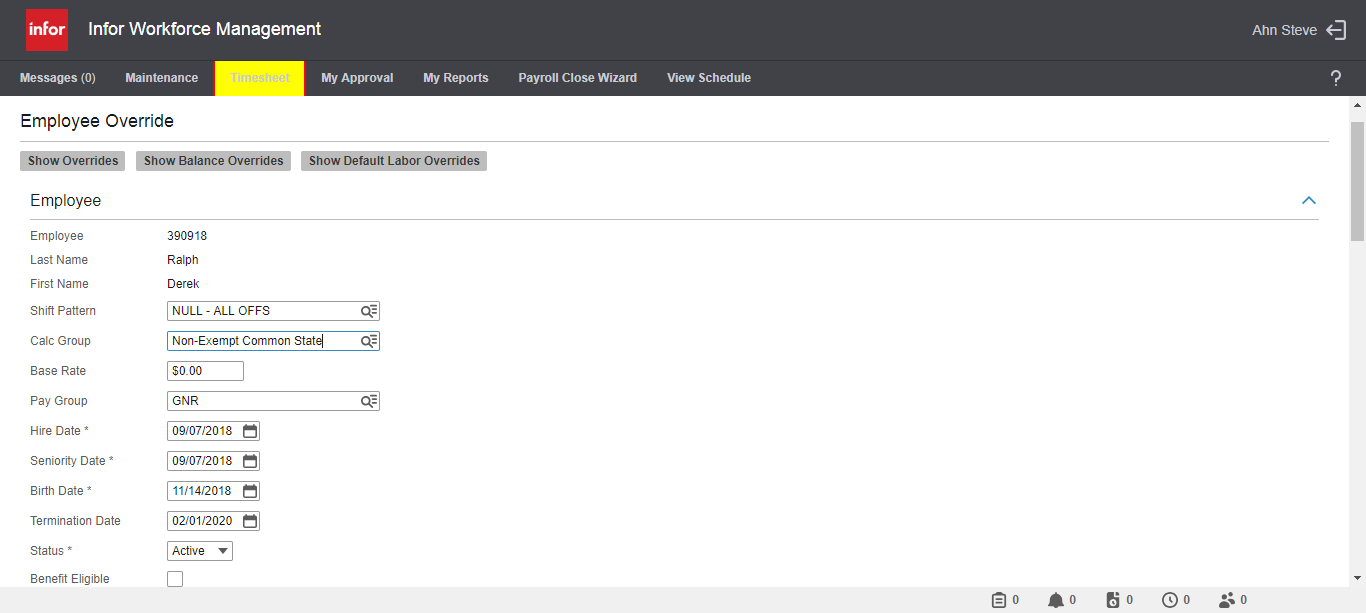 infor Infor Workforce Management Ahn Steve
Messages (0) Maintenance Timesheet My Approval My Reports Payroll Close Wizard View Schedule ?
Employee Override
Show Overrides Show Balance Overrides Show Default Labor Overrides
Employee
Employee 390918
Last Name Ralph
First Name Derek
Shift Pattern NULL - ALL OFFS
Calc Group Non-Exempt Common State
Base Rate $0.00
Pay Group GNR
Hire Date * 09/07/2018
Seniority Date * 09/07/2018
Birth Date * 11/14/2018
Termination Date 02/01/2020
Status * Active
Benefit Eligible
0 0 0 0 0